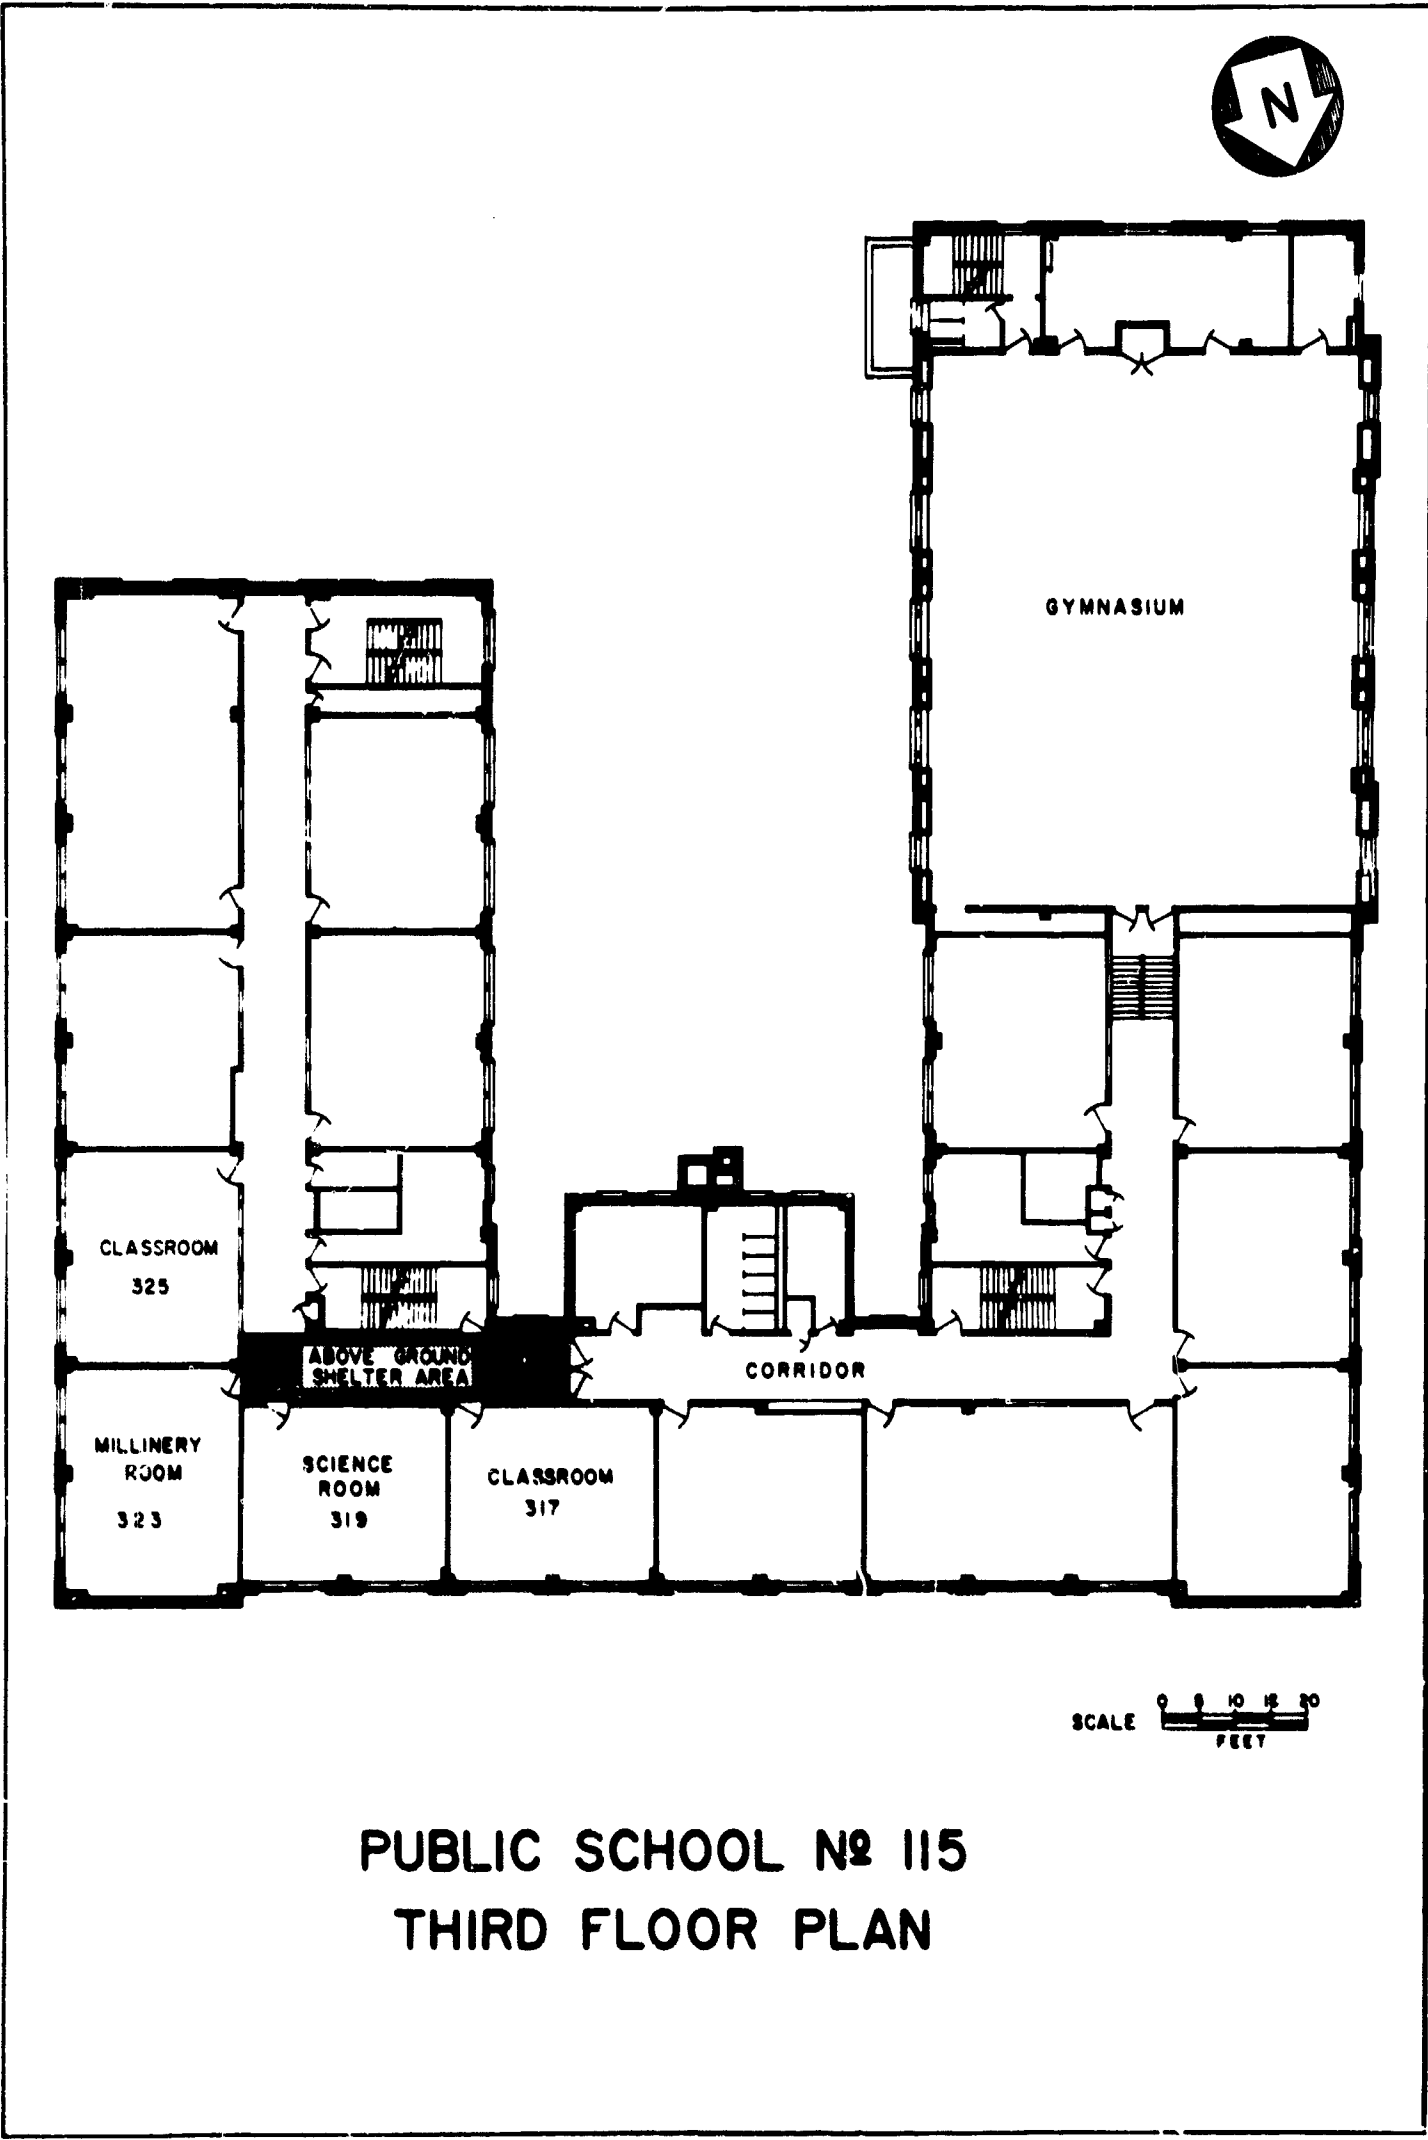 N
GYMNASIUM
CLASSROOM
325
ABOVE GROUND
SHELTER AREA
CORRIDOR
MILLINERY
ROOM
323
SCIENCE
ROOM
319
CLASSROOM
317
0 5 10 15 20
SCALE
FEET
PUBLIC SCHOOL Nº 115
THIRD FLOOR PLAN